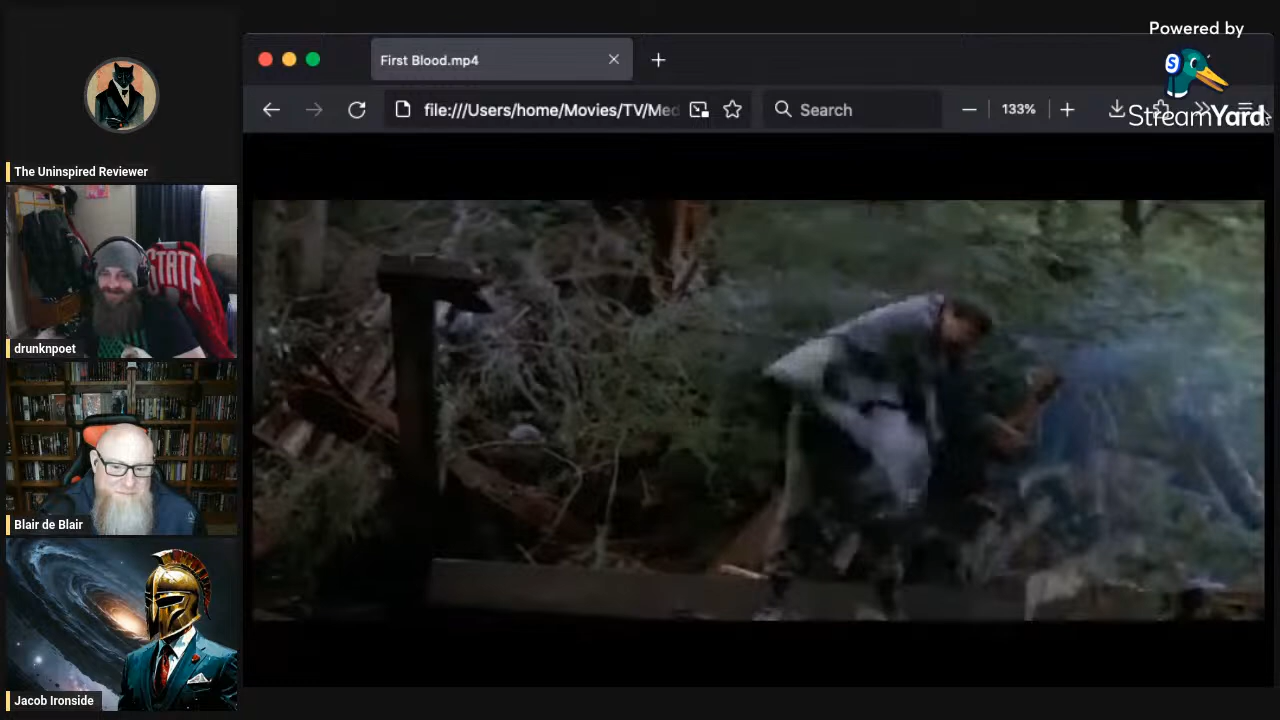 Powered by
StreamYard
First Blood.mp4
file:///Users/home/Movies/TV/Med
Search
133%
The Uninspired Reviewer
STATE
drunknpoet
Blair de Blair
Jacob Ironside